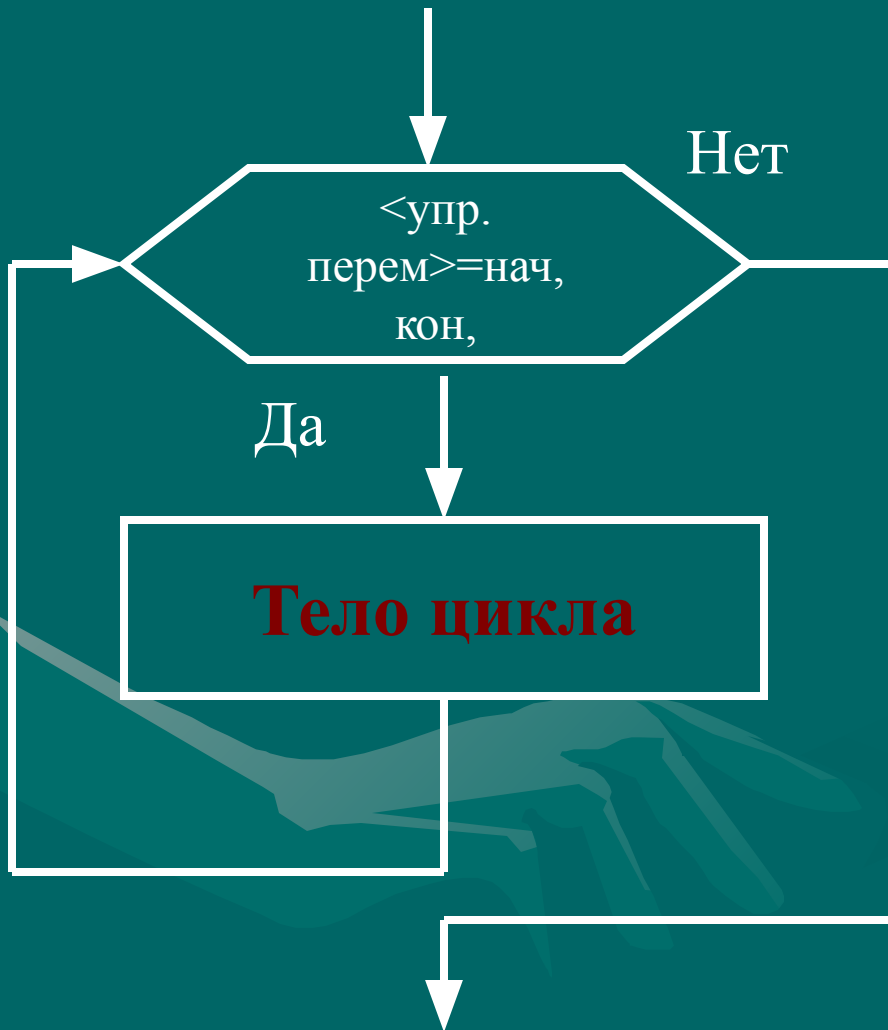 Нет
<упр.
перем>=нач,
кон,
Да
Тело цикла